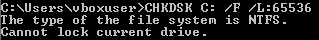 C:\Users\vboxuser>CHKDSK C: /F /L:65536
The type of the file system is NTFS.
Cannot lock current drive.